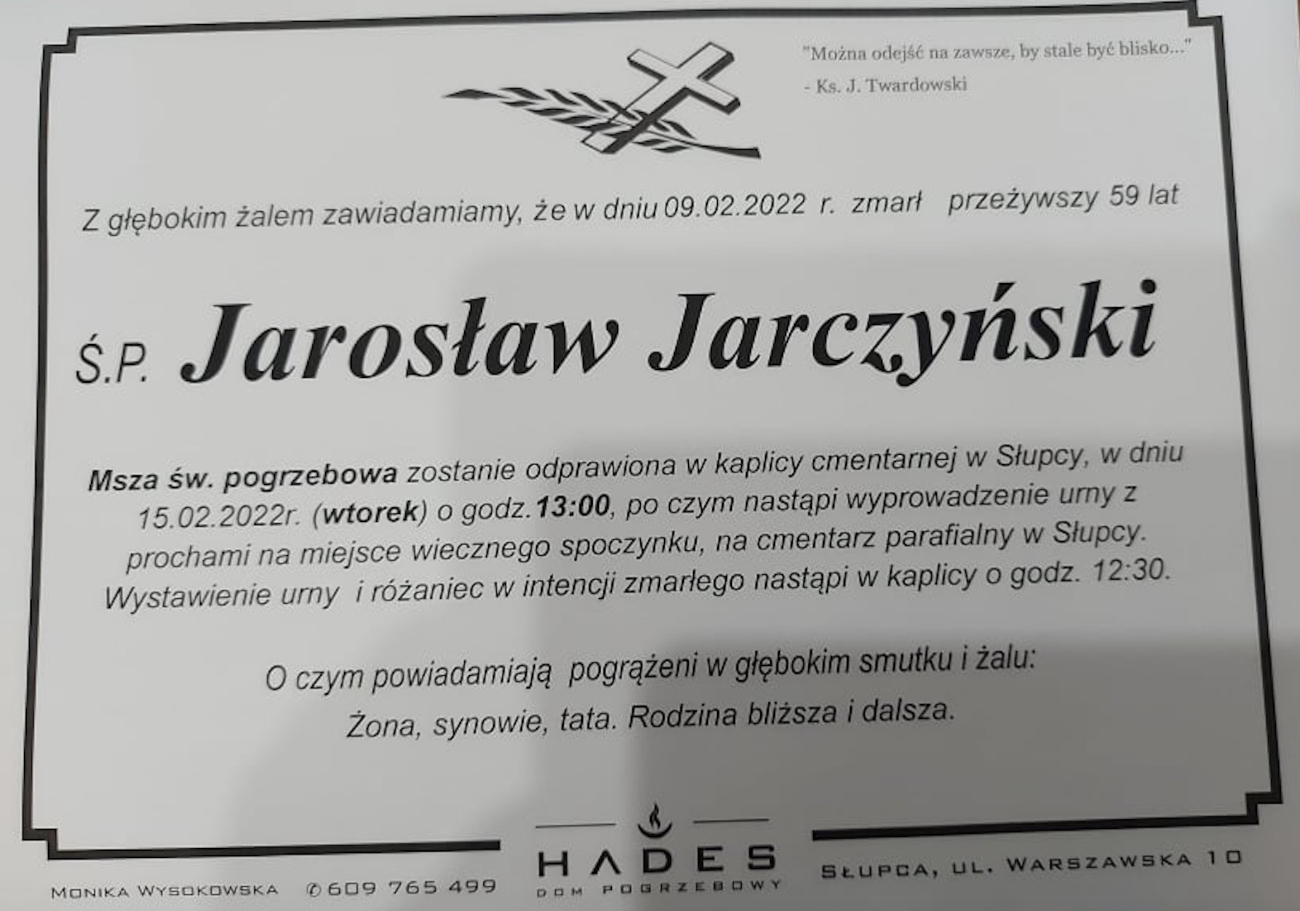 "Można odejść na zawsze, by stale być blisko..."
- Ks. J. Twardowski
Z głębokim żalem zawiadamiamy, że w dniu 09.02.2022 r. zmarł przeżywszy 59 lat
Ś.P. Jarosław Jarczyński
Msza św. pogrzebowa zostanie odprawiona w kaplicy cmentarnej w Słupcy, w dniu
15.02.2022r. (wtorek) o godz.13:00, po czym nastąpi wyprowadzenie urny z
prochami na miejsce wiecznego spoczynku, na cmentarz parafialny w Słupcy.
Wystawienie urny i różaniec w intencji zmarłego nastąpi w kaplicy o godz. 12:30.
O czym powiadamiają pogrążeni w głębokim smutku i żalu:
Żona, synowie, tata. Rodzina bliższa i dalsza.
HADES
DOM POGRZEBOWY
MONIKA WYSOKOWSKA ✆609 765 499
SŁUPCA, UL. WARSZAWSKA 10